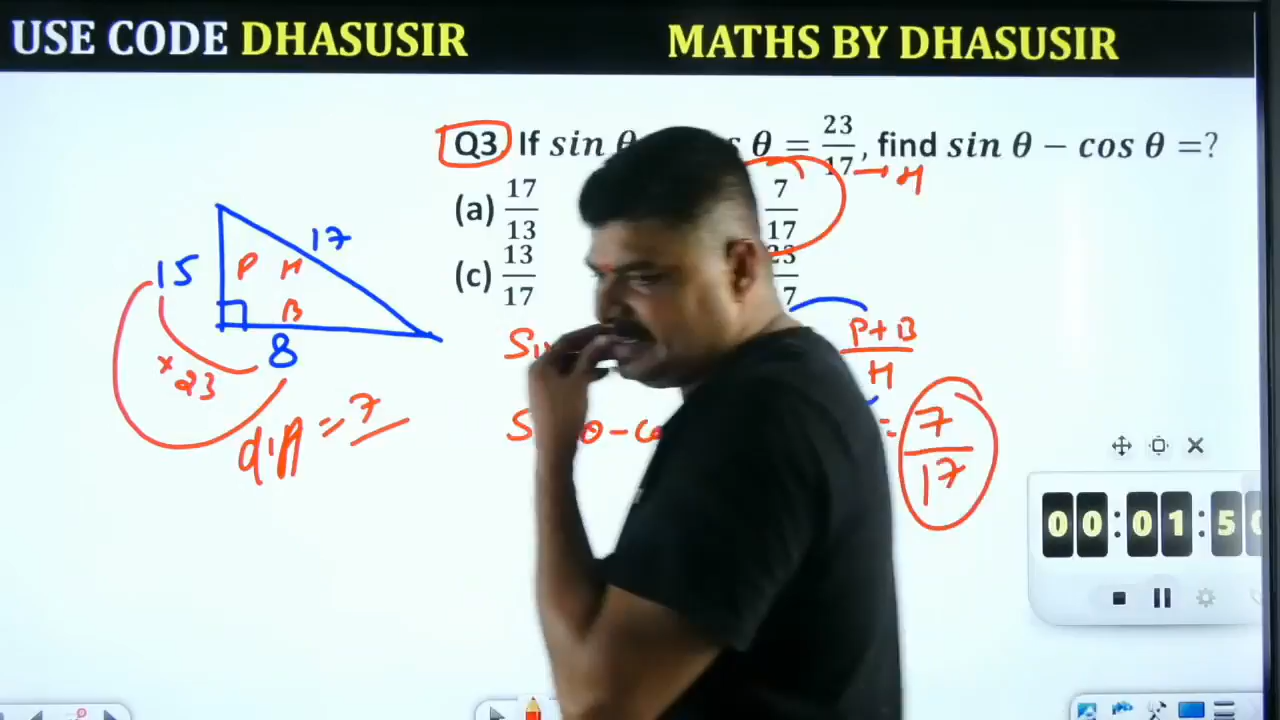 USE CODE DHASUSIR
MATHS BY DHASUSIR
Q3 If sin θ θ = 23/17, find sin θ − cos θ =?
→ H
(a) 17/13
7/17
(c) 13/17
15
17
P H
B
8
× 23
diff = 7
P+B/H
θ -
= 7/17
00:01:5